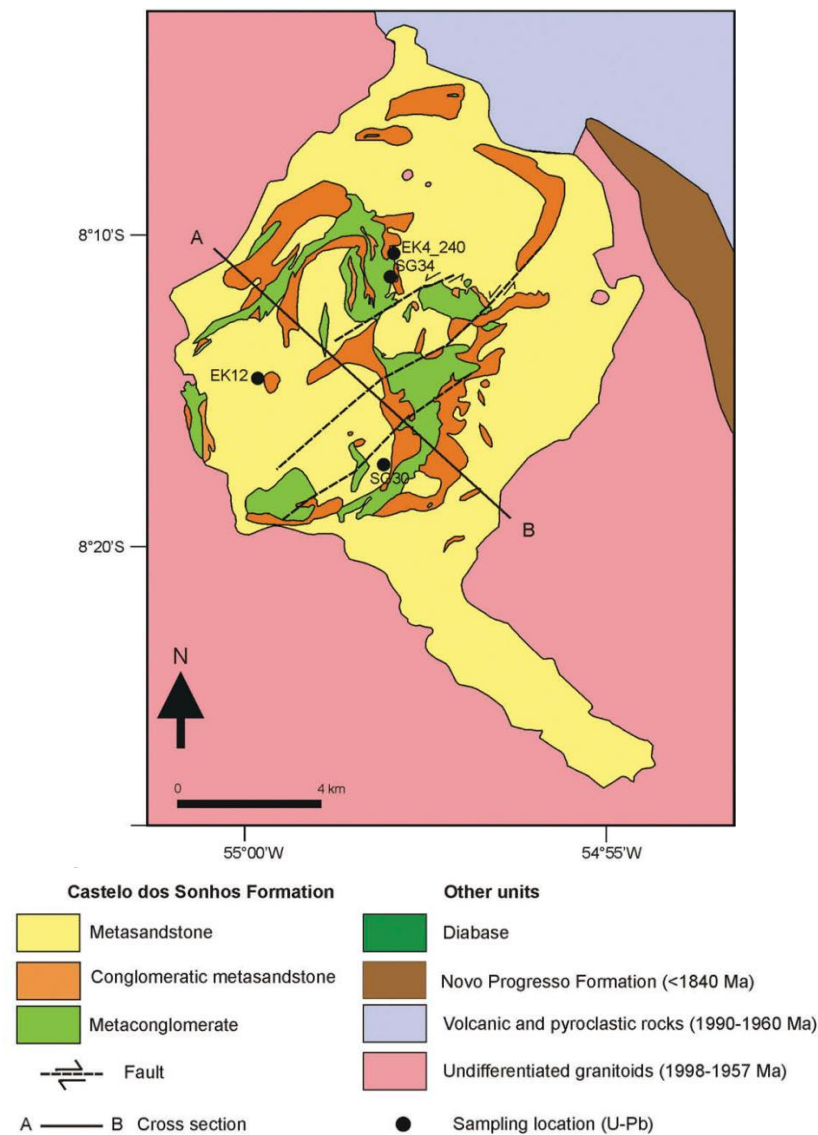 8°10'S
A
EK4_240
SG34
EK12
SG30
B
8°20'S
N
0 4 km
55°00'W 54°55'W
Castelo dos Sonhos Formation
Metasandstone
Conglomeratic metasandstone
Metaconglomerate
Fault
A B Cross section
Other units
Diabase
Novo Progresso Formation (<1840 Ma)
Volcanic and pyroclastic rocks (1990-1960 Ma)
Undifferentiated granitoids (1998-1957 Ma)
Sampling location (U-Pb)